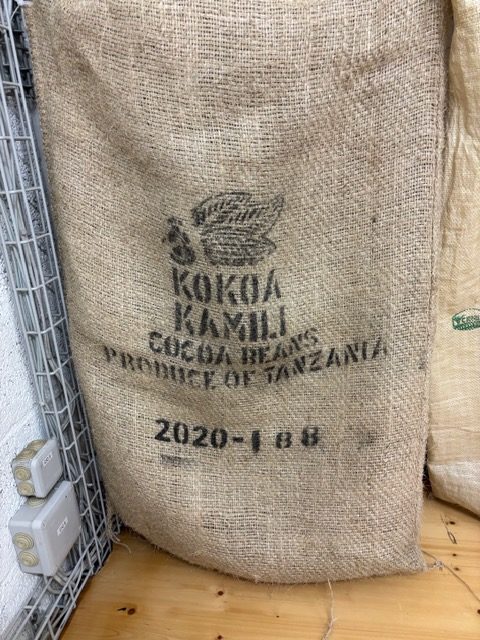 KOKOA
KAMILI
COCOA BEANS
PRODUCE OF TANZANIA
2020-188